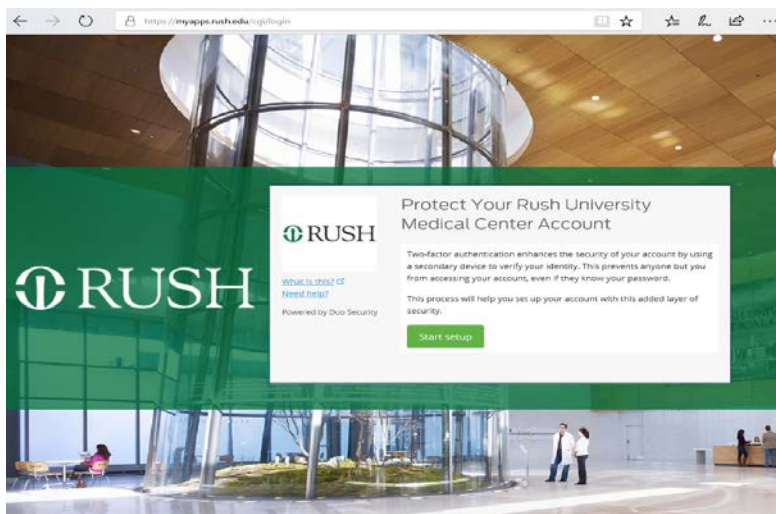 https://myapps.rush.edu/cgi/login
RUSH
RUSH
What is this?
Need help?
Powered by Duo Security
Protect Your Rush University
Medical Center Account
Two-factor authentication enhances the security of your account by using
a secondary device to verify your identity. This prevents anyone but you
from accessing your account, even if they know your password.
This process will help you set up your account with this added layer of
security.
Start setup